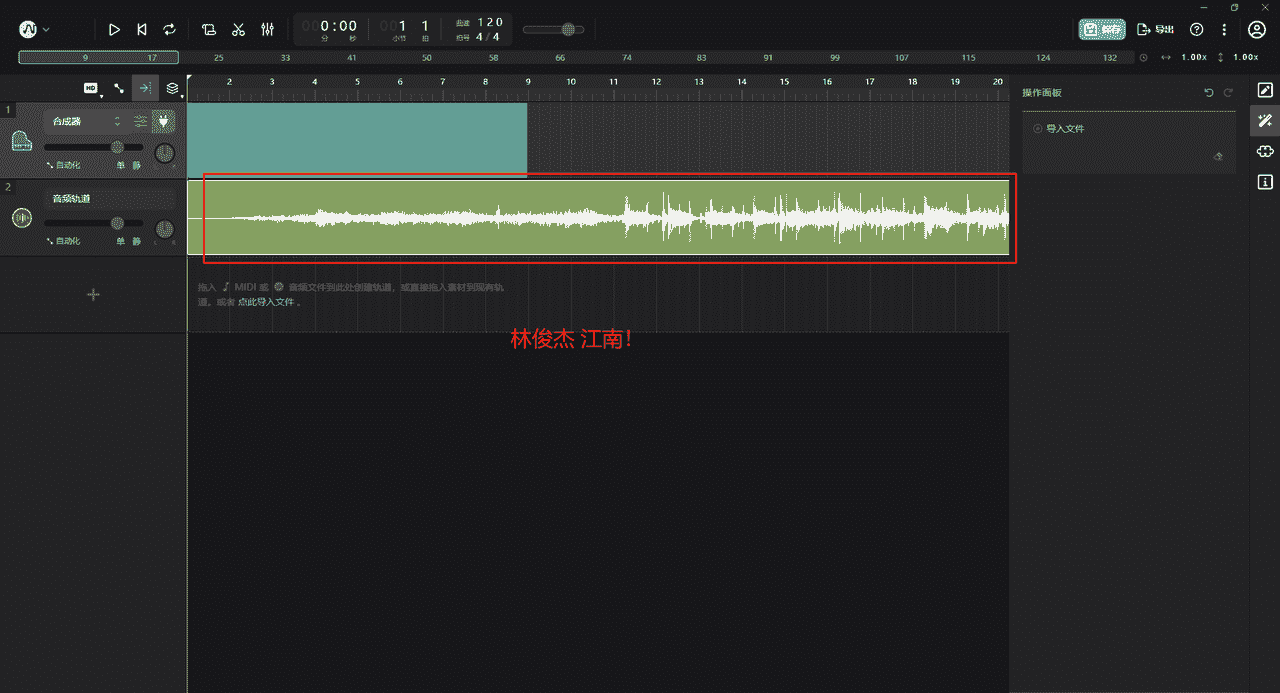 0:00
分 秒
1 1
小节 拍
曲速 120
拍号 4/4
保存
导出
9 17 25 33 41 50 58 66 74 83 91 99 107 115 124 132
1.00x 1.00x
HD
2 3 4 5 6 7 8 9 10 11 12 13 14 15 16 17 18 19 20
操作面板
1
合成器
自动化 单 静
导入文件
2
音频轨道
自动化 单 静
L R
拖入 MIDI 或 音频文件到此处创建轨道，或直接拖入素材到现有轨
道。或者 点此导入文件 。
林俊杰 江南！